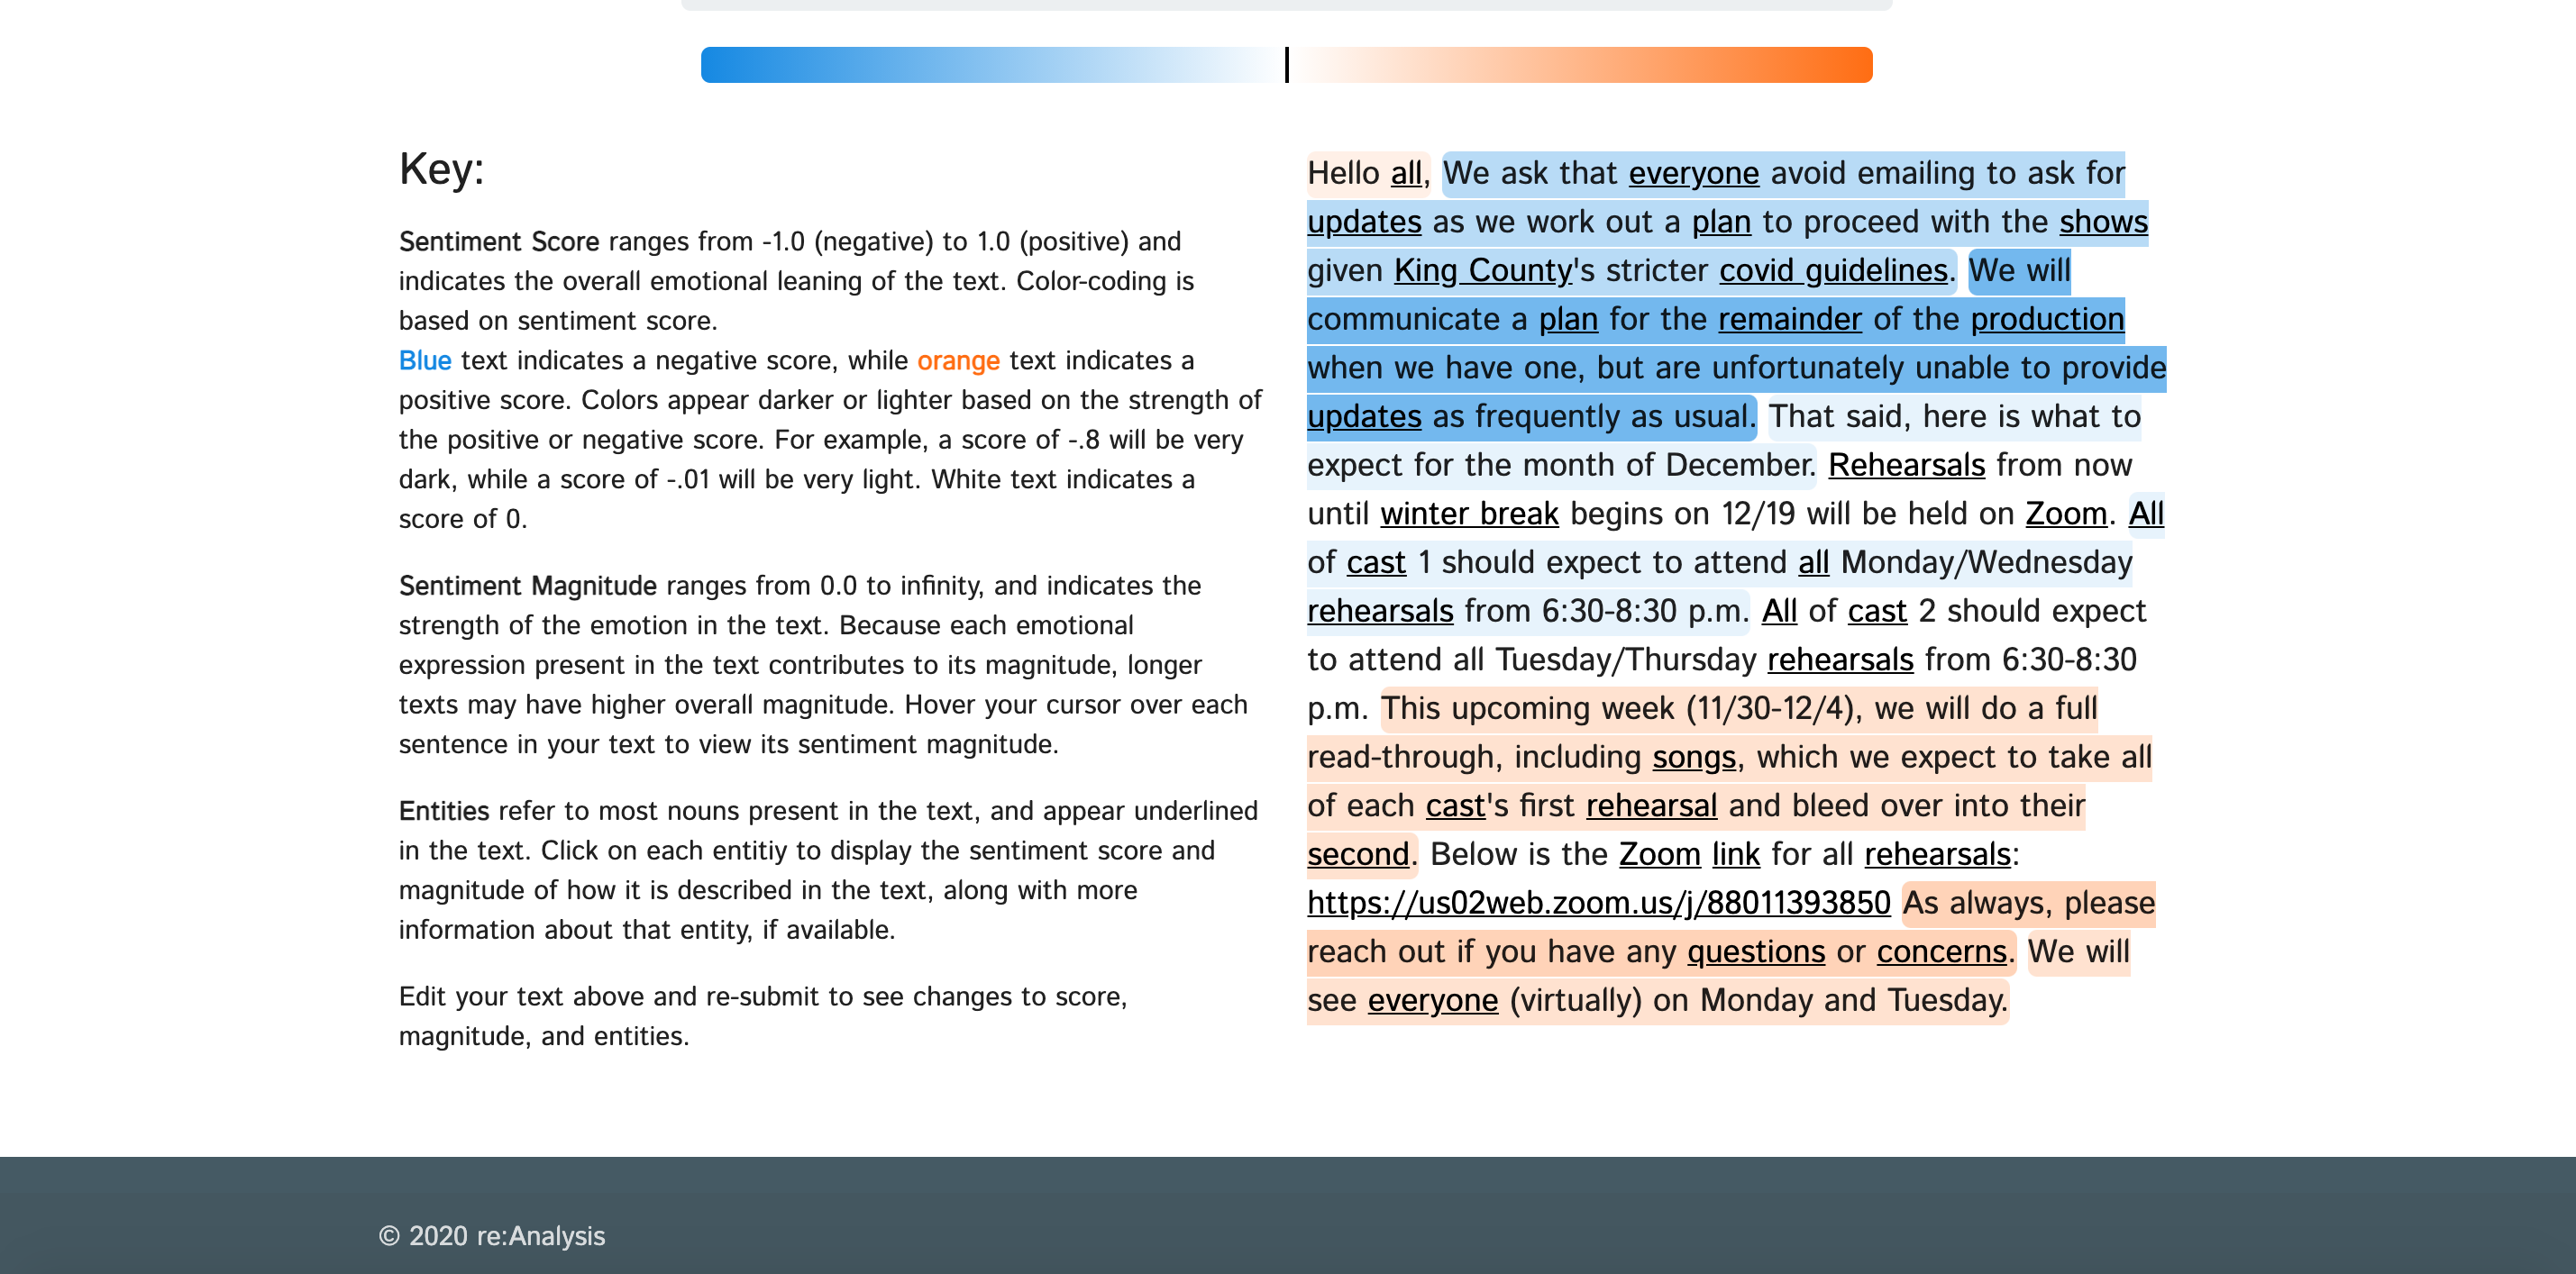 Key:
Sentiment Score ranges from -1.0 (negative) to 1.0 (positive) and
indicates the overall emotional leaning of the text. Color-coding is
based on sentiment score.
Blue text indicates a negative score, while orange text indicates a
positive score. Colors appear darker or lighter based on the strength of
the positive or negative score. For example, a score of -.8 will be very
dark, while a score of -.01 will be very light. White text indicates a
score of 0.
Sentiment Magnitude ranges from 0.0 to infinity, and indicates the
strength of the emotion in the text. Because each emotional
expression present in the text contributes to its magnitude, longer
texts may have higher overall magnitude. Hover your cursor over each
sentence in your text to view its sentiment magnitude.
Entities refer to most nouns present in the text, and appear underlined
in the text. Click on each entitiy to display the sentiment score and
magnitude of how it is described in the text, along with more
information about that entity, if available.
Edit your text above and re-submit to see changes to score,
magnitude, and entities.
Hello all, We ask that everyone avoid emailing to ask for
updates as we work out a plan to proceed with the shows
given King County's stricter covid guidelines. We will
communicate a plan for the remainder of the production
when we have one, but are unfortunately unable to provide
updates as frequently as usual. That said, here is what to
expect for the month of December. Rehearsals from now
until winter break begins on 12/19 will be held on Zoom. All
of cast 1 should expect to attend all Monday/Wednesday
rehearsals from 6:30-8:30 p.m. All of cast 2 should expect
to attend all Tuesday/Thursday rehearsals from 6:30-8:30
p.m. This upcoming week (11/30-12/4), we will do a full
read-through, including songs, which we expect to take all
of each cast's first rehearsal and bleed over into their
second. Below is the Zoom link for all rehearsals:
https://us02web.zoom.us/j/88011393850 As always, please
reach out if you have any questions or concerns. We will
see everyone (virtually) on Monday and Tuesday.
© 2020 re:Analysis